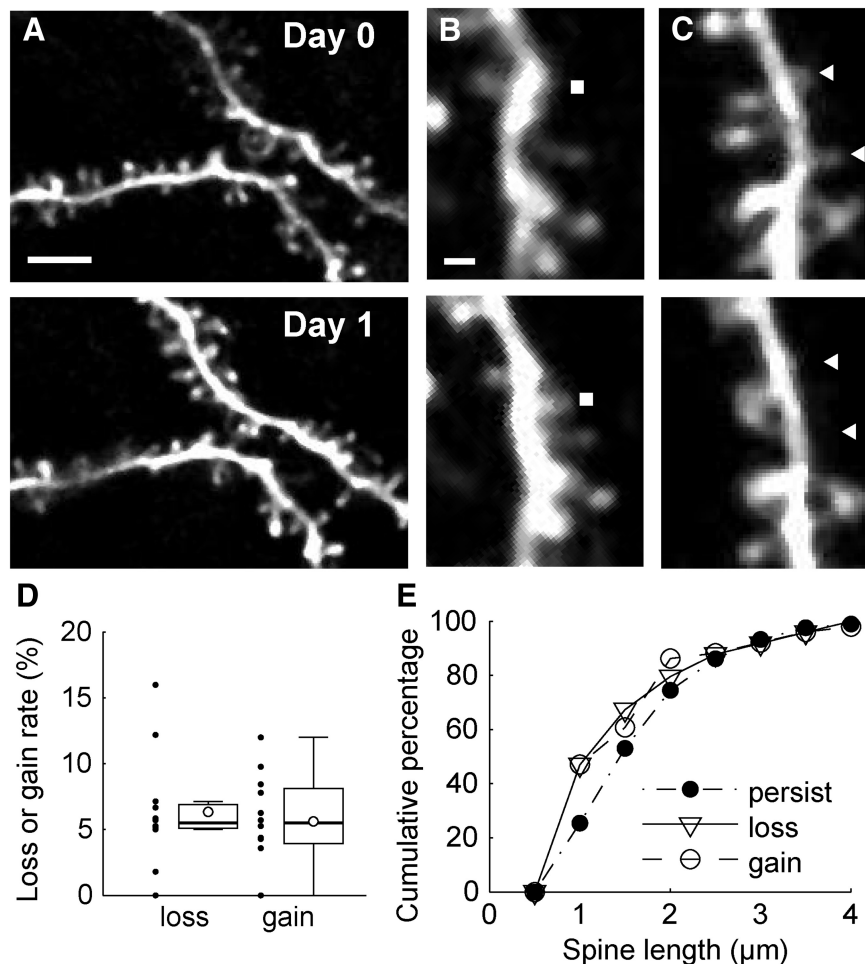 A
Day 0
B
C
Day 1
D
Loss or gain rate (%)
20
15
10
5
0
loss
gain
E
Cumulative percentage
100
80
60
40
20
0
persist
loss
gain
0
1
2
3
4
Spine length (μm)